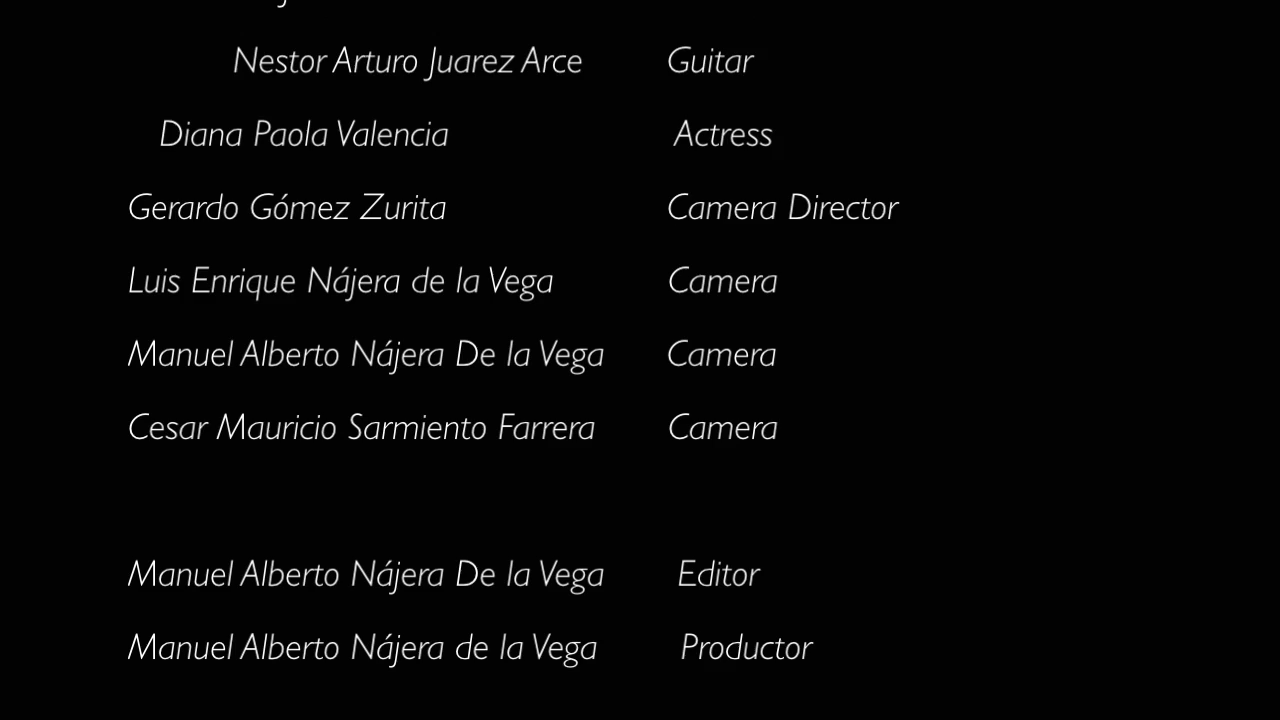 Nestor Arturo Juarez Arce Guitar
Diana Paola Valencia Actress
Gerardo Gómez Zurita Camera Director
Luis Enrique Nájera de la Vega Camera
Manuel Alberto Nájera De la Vega Camera
Cesar Mauricio Sarmiento Farrera Camera
Manuel Alberto Nájera De la Vega Editor
Manuel Alberto Nájera de la Vega Productor